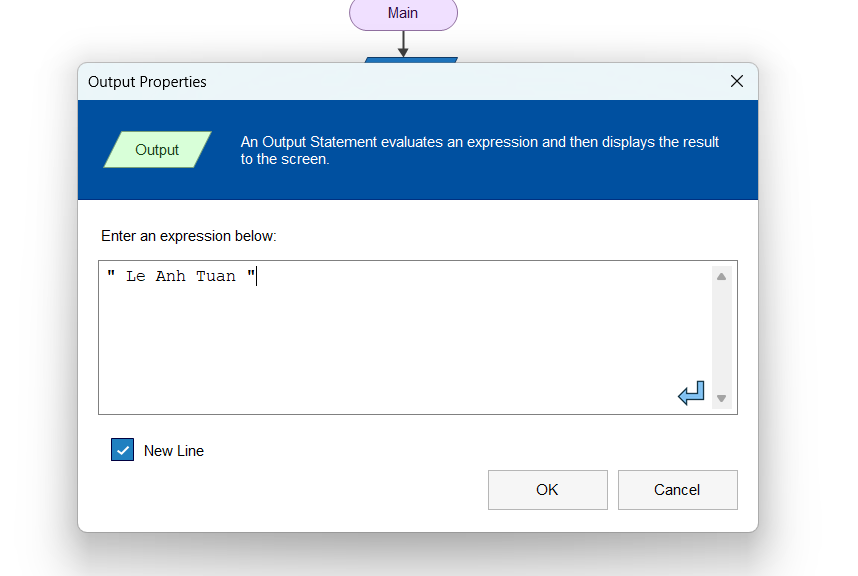 Main
Output Properties
Output
An Output Statement evaluates an expression and then displays the result
to the screen.
Enter an expression below:
" Le Anh Tuan "
New Line
OK
Cancel